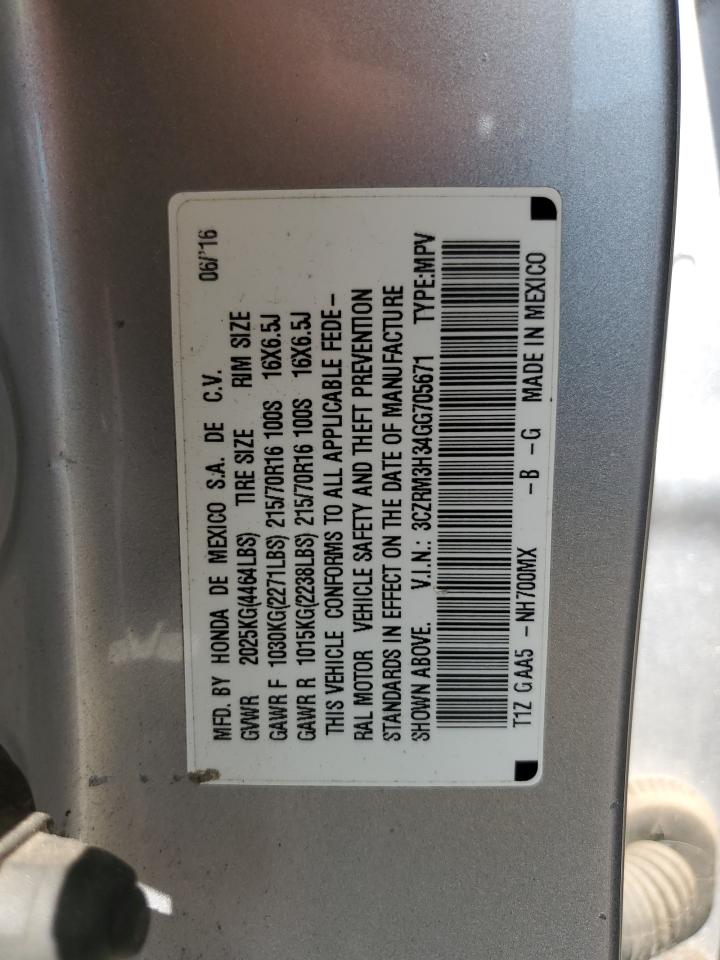 MFD. BY HONDA DE MEXICO S.A. DE C.V. 06/'16
GVWR 2025KG(4464LBS) TIRE SIZE RIM SIZE
GAWR F 1030KG(2271LBS) 215/70R16 100S 16X6.5J
GAWR R 1015KG(2238LBS) 215/70R16 100S 16X6.5J
THIS VEHICLE CONFORMS TO ALL APPLICABLE FEDE-
RAL MOTOR VEHICLE SAFETY AND THEFT PREVENTION
STANDARDS IN EFFECT ON THE DATE OF MANUFACTURE
SHOWN ABOVE. V.I.N.: 3CZRM3H34GG705671 TYPE:MPV
T1Z GAA5 -NH700MX -B -G MADE IN MEXICO